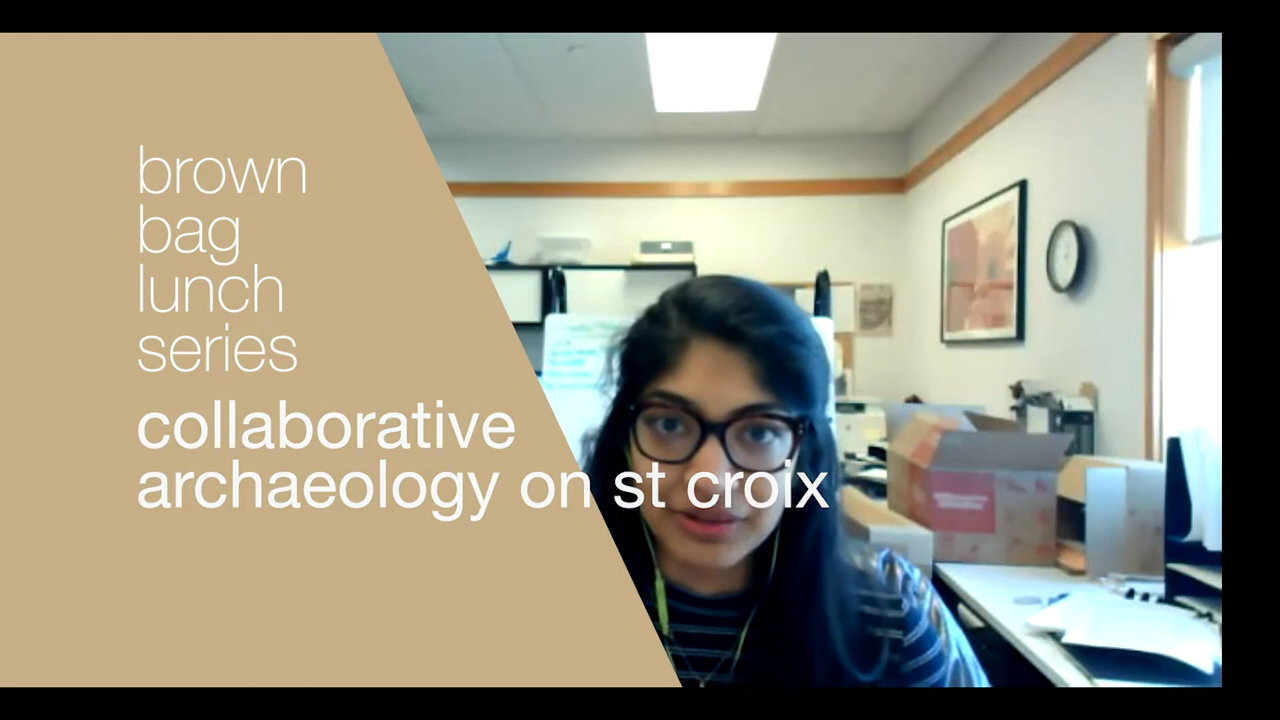 brown
bag
lunch
series
collaborative
archaeology on st croix